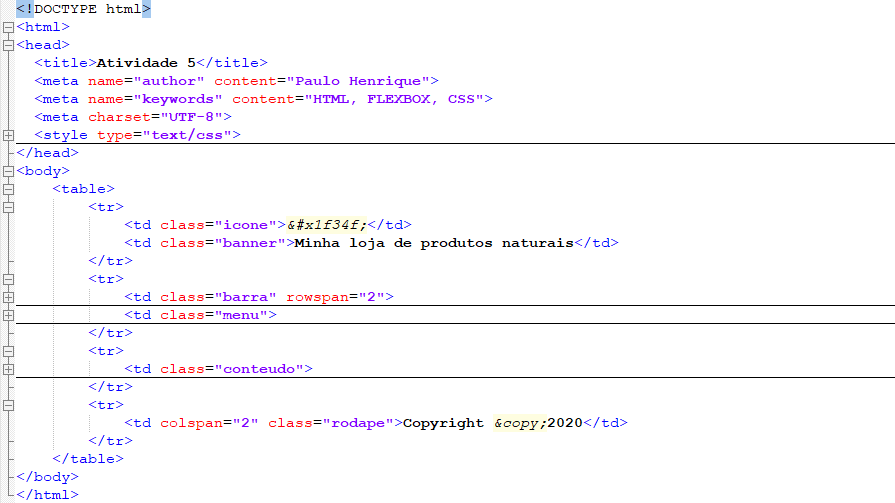 <!DOCTYPE html>
<html>
<head>
<title>Atividade 5</title>
<meta name="author" content="Paulo Henrique">
<meta name="keywords" content="HTML, FLEXBOX, CSS">
<meta charset="UTF-8">
<style type="text/css">
</head>
<body>
<table>
<tr>
<td class="icone">&#x1f34f;</td>
<td class="banner">Minha loja de produtos naturais</td>
</tr>
<tr>
<td class="barra" rowspan="2">
<td class="menu">
</tr>
<tr>
<td class="conteudo">
</tr>
<tr>
<td colspan="2" class="rodape">Copyright &copy;2020</td>
</tr>
</table>
</body>
</html>